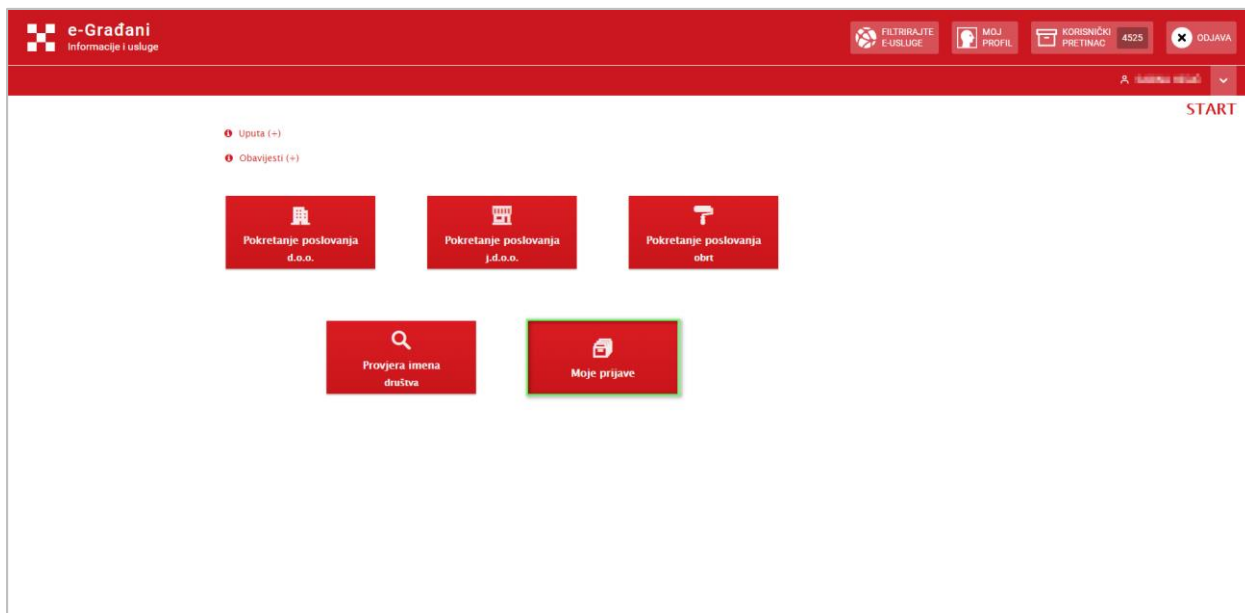 e-Građani
Informacije i usluge
FILTRIRAJTE
E-USLUGE
MOJ
PROFIL
KORISNIČKI
PRETINAC
4525
ODJAVA
START
Uputa (+)
Obavijesti (+)
Pokretanje poslovanja
d.o.o.
Pokretanje poslovanja
j.d.o.o.
Pokretanje poslovanja
obrt
Provjera imena
društva
Moje prijave